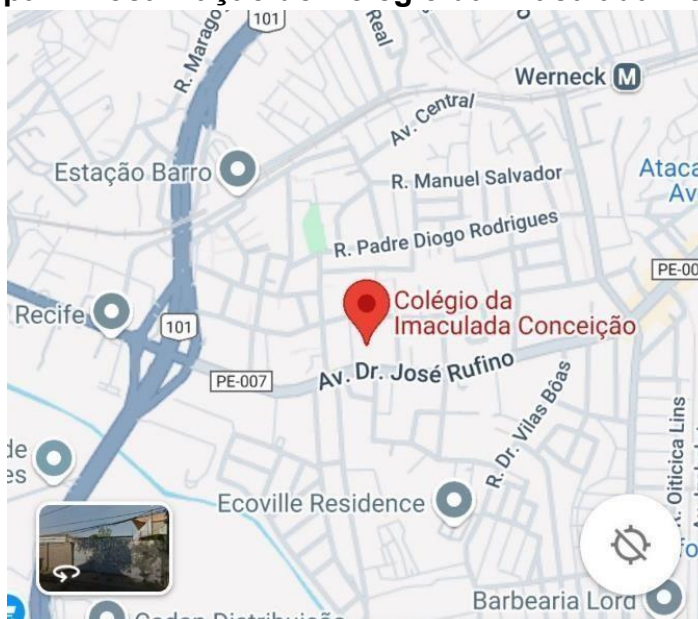 101
R. Marago
Real
Werneck M
Av. Central
Estação Barro
R. Manuel Salvador
Ataca
Av
R. Padre Diogo Rodrigues
PE-00
Recife
101
Colégio da
Imaculada Conceição
PE-007
Av. Dr. José Rufino
R. Dr. Vilas Bôas
de
es
R. Oiticica Lins
Ecoville Residence
fo
Barbearia Lord